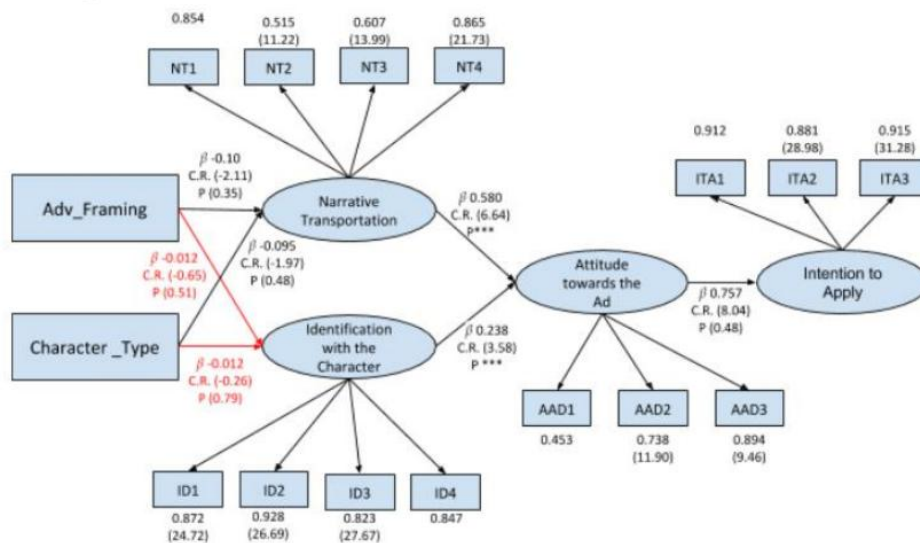 0.854
0.515
(11.22)
0.607
(13.99)
0.865
(21.73)
NT1
NT2
NT3
NT4
0.912
0.881
(28.98)
0.915
(31.28)
ITA1
ITA2
ITA3
Adv_Framing
β -0.10
C.R. (-2.11)
P (0.35)
Narrative
Transportation
β 0.580
C.R. (6.64)
P***
β -0.095
C.R. (-1.97)
P (0.48)
β -0.012
C.R. (-0.65)
P (0.51)
Attitude
towards the
Ad
β 0.757
C.R. (8.04)
P (0.48)
Intention to
Apply
Character _Type
β -0.012
C.R. (-0.26)
P (0.79)
Identification
with the
Character
β 0.238
C.R. (3.58)
P ***
AAD1
AAD2
AAD3
0.453
0.738
(11.90)
0.894
(9.46)
ID1
ID2
ID3
ID4
0.872
(24.72)
0.928
(26.69)
0.823
(27.67)
0.847